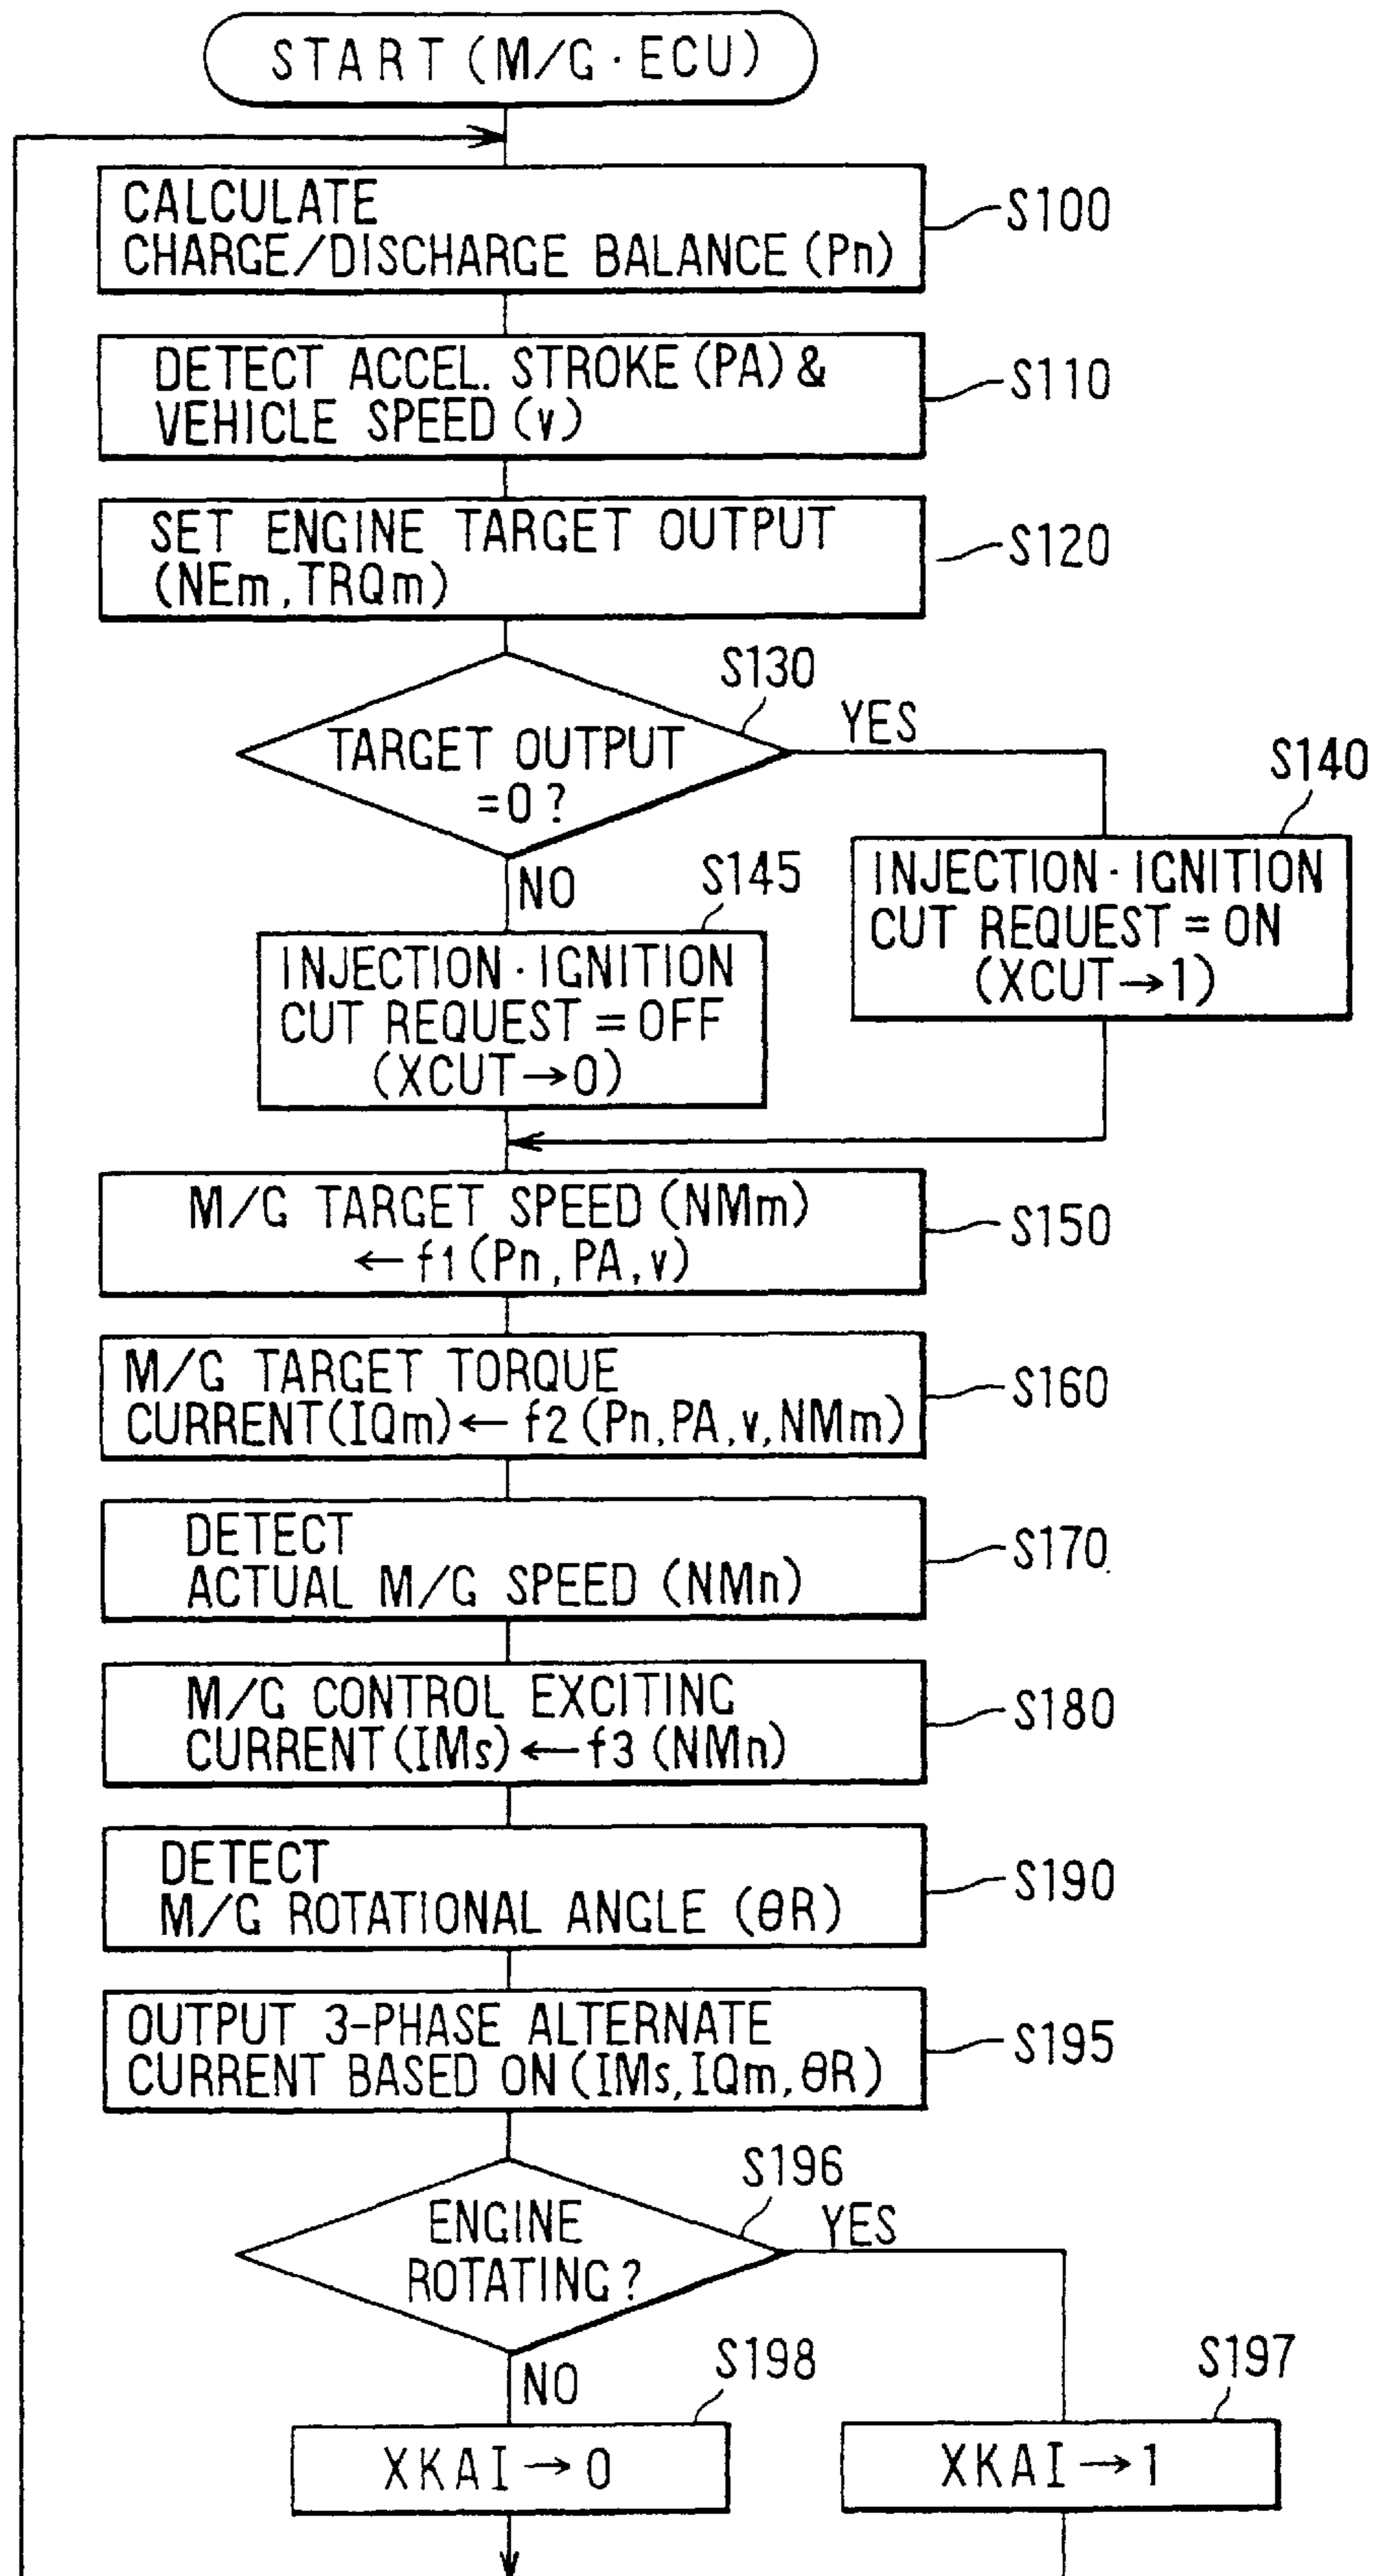 START (M/G·ECU)
CALCULATE
CHARGE/DISCHARGE BALANCE (Pn)
S100
DETECT ACCEL. STROKE (PA) &
VEHICLE SPEED (v)
S110
SET ENGINE TARGET OUTPUT
(NEm, TRQm)
S120
S130
TARGET OUTPUT
=0?
YES
NO
S140
INJECTION·IGNITION
CUT REQUEST = ON
(XCUT→1)
S145
INJECTION·IGNITION
CUT REQUEST = OFF
(XCUT→0)
M/G TARGET SPEED (NMm)
← f1 (Pn, PA, v)
S150
M/G TARGET TORQUE
CURRENT (IQm) ← f2 (Pn, PA, v, NMm)
S160
DETECT
ACTUAL M/G SPEED (NMn)
S170
M/G CONTROL EXCITING
CURRENT (IMs) ← f3 (NMn)
S180
DETECT
M/G ROTATIONAL ANGLE (θR)
S190
OUTPUT 3-PHASE ALTERNATE
CURRENT BASED ON (IMs, IQm, θR)
S195
S196
ENGINE
ROTATING?
YES
NO
S198
XKAI→0
S197
XKAI→1